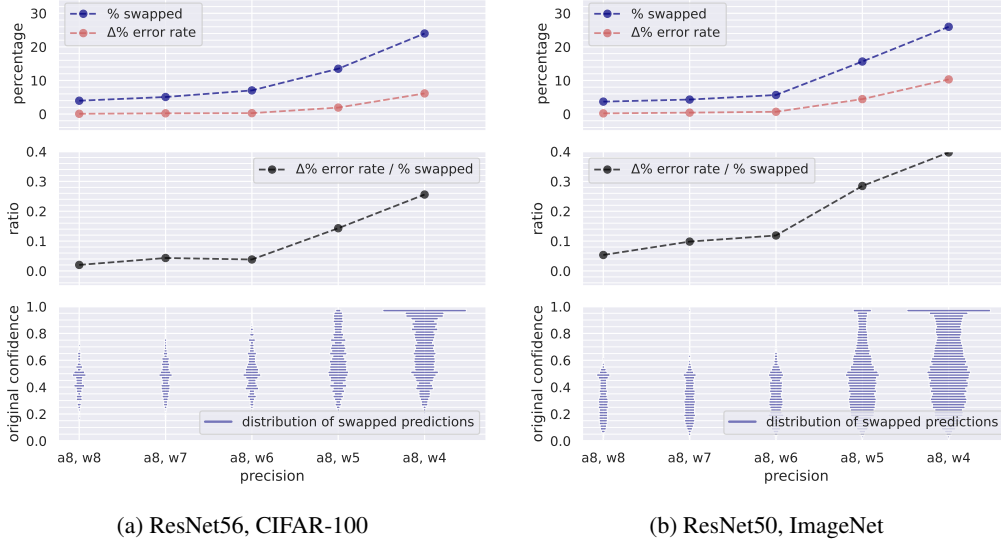 30
20
10
0
percentage
% swapped
Δ% error rate
0.4
0.3
0.2
0.1
0.0
ratio
Δ% error rate / % swapped
1.0
0.8
0.6
0.4
0.2
0.0
original confidence
distribution of swapped predictions
a8, w8 a8, w7 a8, w6 a8, w5 a8, w4
precision
(a) ResNet56, CIFAR-100
30
20
10
0
percentage
% swapped
Δ% error rate
0.4
0.3
0.2
0.1
0.0
ratio
Δ% error rate / % swapped
1.0
0.8
0.6
0.4
0.2
0.0
original confidence
distribution of swapped predictions
a8, w8 a8, w7 a8, w6 a8, w5 a8, w4
precision
(b) ResNet50, ImageNet